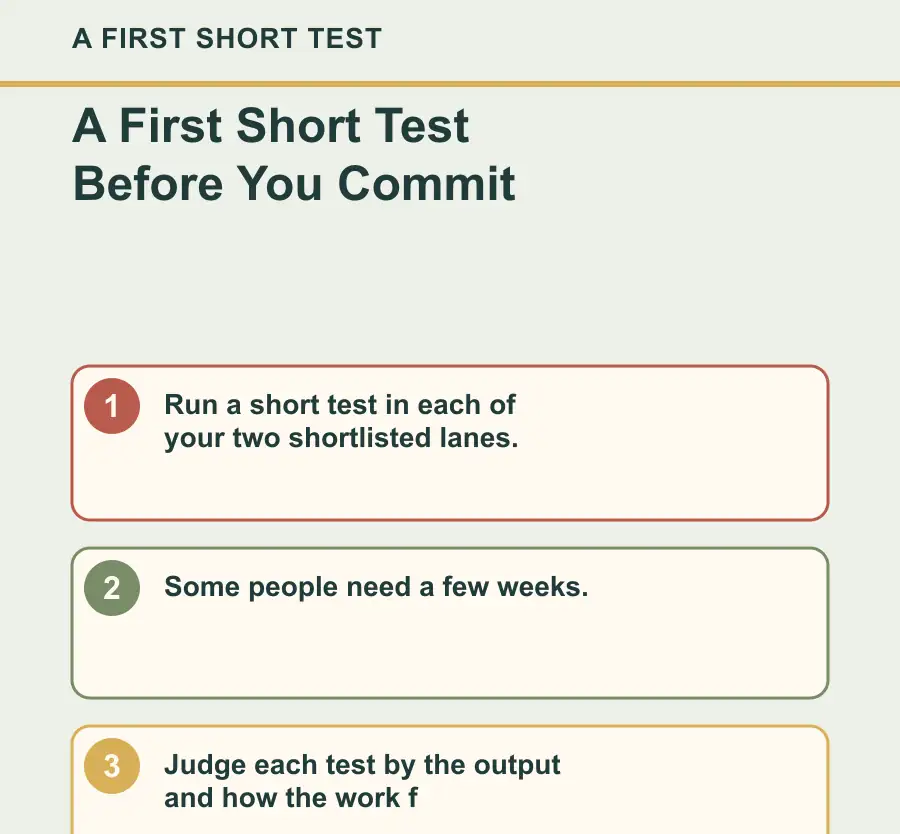 A FIRST SHORT TEST
A First Short Test
Before You Commit
1
Run a short test in each of
your two shortlisted lanes.
2
Some people need a few weeks.
3
Judge each test by the output
and how the work f